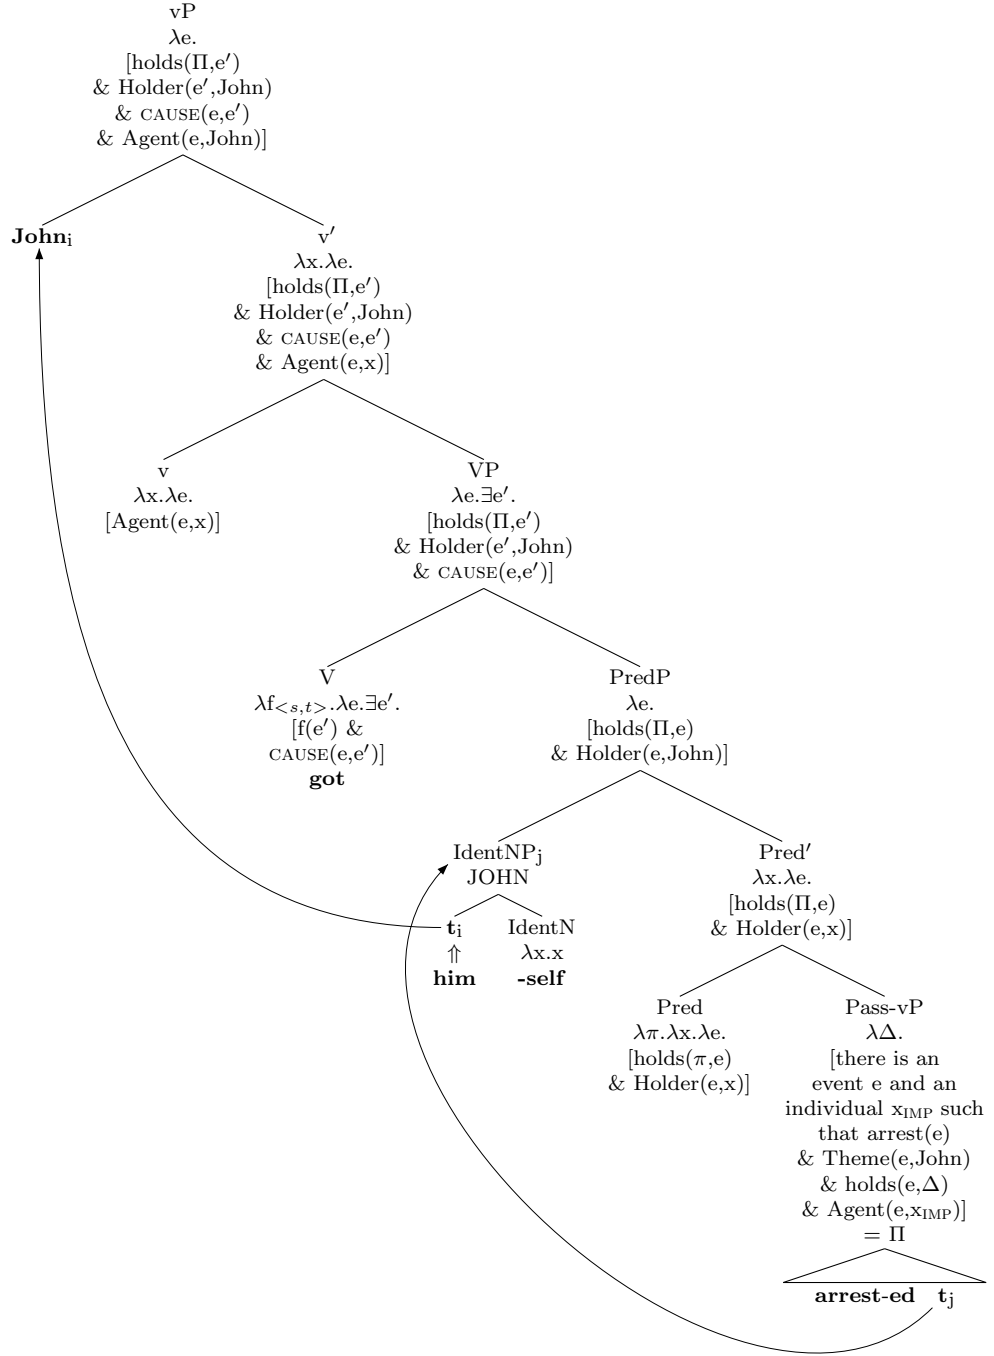 vP
λe.
[holds(Π,e′)
& Holder(e′,John)
& CAUSE(e,e′)
& Agent(e,John)]
Johnᵢ
v′
λx.λe.
[holds(Π,e′)
& Holder(e′,John)
& CAUSE(e,e′)
& Agent(e,x)]
v
λx.λe.
[Agent(e,x)]
VP
λe.∃e′.
[holds(Π,e′)
& Holder(e′,John)
& CAUSE(e,e′)]
V
λf<s,t>.λe.∃e′.
[f(e′) &
CAUSE(e,e′)]
got
PredP
λe.
[holds(Π,e)
& Holder(e,John)]
IdentNPⱼ
JOHN
tᵢ
⇑
him
IdentN
λx.x
-self
Pred′
λx.λe.
[holds(Π,e)
& Holder(e,x)]
Pred
λπ.λx.λe.
[holds(π,e)
& Holder(e,x)]
Pass-vP
λΔ.
[there is an
event e and an
individual xIMP such
that arrest(e)
& Theme(e,John)
& holds(e,Δ)
& Agent(e,xIMP)]
= Π
arrest-ed tⱼ